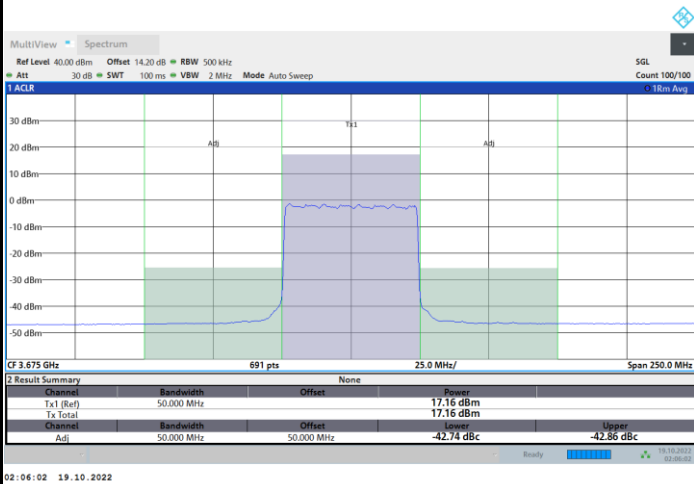 MultiView Spectrum
Ref Level 40.00 dBm Offset 14.20 dB RBW 500 kHz SGL
Att 30 dB SWT 100 ms VBW 2 MHz Mode Auto Sweep Count 100/100
1 ACLR 1Rm Avg
30 dBm
Tx1
20 dBm
Adj Adj
10 dBm
0 dBm
-10 dBm
-20 dBm
-30 dBm
-40 dBm
-50 dBm
CF 3.675 GHz 691 pts 25.0 MHz/ Span 250.0 MHz
2 Result Summary None
Channel Bandwidth Offset Power
Tx1 (Ref) 50.000 MHz 17.16 dBm
Tx Total 17.16 dBm
Channel Bandwidth Offset Lower Upper
Adj 50.000 MHz 50.000 MHz -42.74 dBc -42.86 dBc
Ready 19.10.2022
02:06:02
02:06:02 19.10.2022